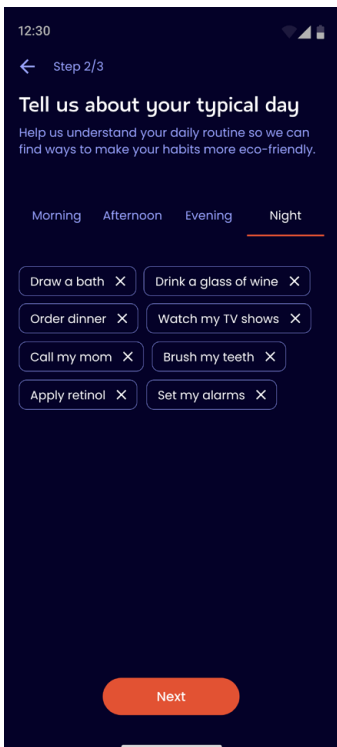 12:30
Step 2/3
Tell us about your typical day
Help us understand your daily routine so we can
find ways to make your habits more eco-friendly.
Morning Afternoon Evening Night
Draw a bath Drink a glass of wine
Order dinner Watch my TV shows
Call my mom Brush my teeth
Apply retinol Set my alarms
Next